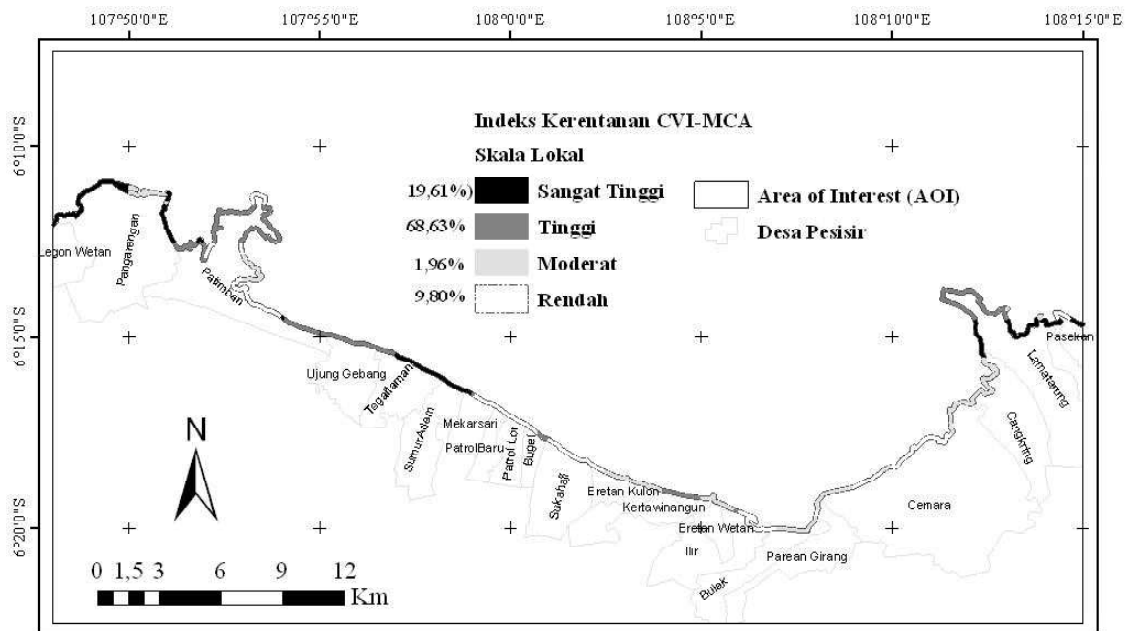 107°50'0"E 107°55'0"E 108°0'0"E 108°5'0"E 108°10'0"E 108°15'0"E
6°10'0"S
6°15'0"S
6°20'0"S
Indeks Kerentanan CVI-MCA
Skala Lokal
19,61%) Sangat Tinggi
68,63% Tinggi
1,96% Moderat
9,80% Rendah
Area of Interest (AOI)
Desa Pesisir
Legon Wetan
Pangarengan
Patimban
Ujung Gebang
Tegaltaman
Sumur Adem
Mekarsari
PatrolBaru
Patrol Lor
Bugel
Sukahaji
Eretan Kulon
Kertawinangun
Eretan Wetan
Ilir
Bulak
Parean Girang
Cemara
Cangkring
Lamatarung
Pasekan
N
0 1,5 3 6 9 12
Km